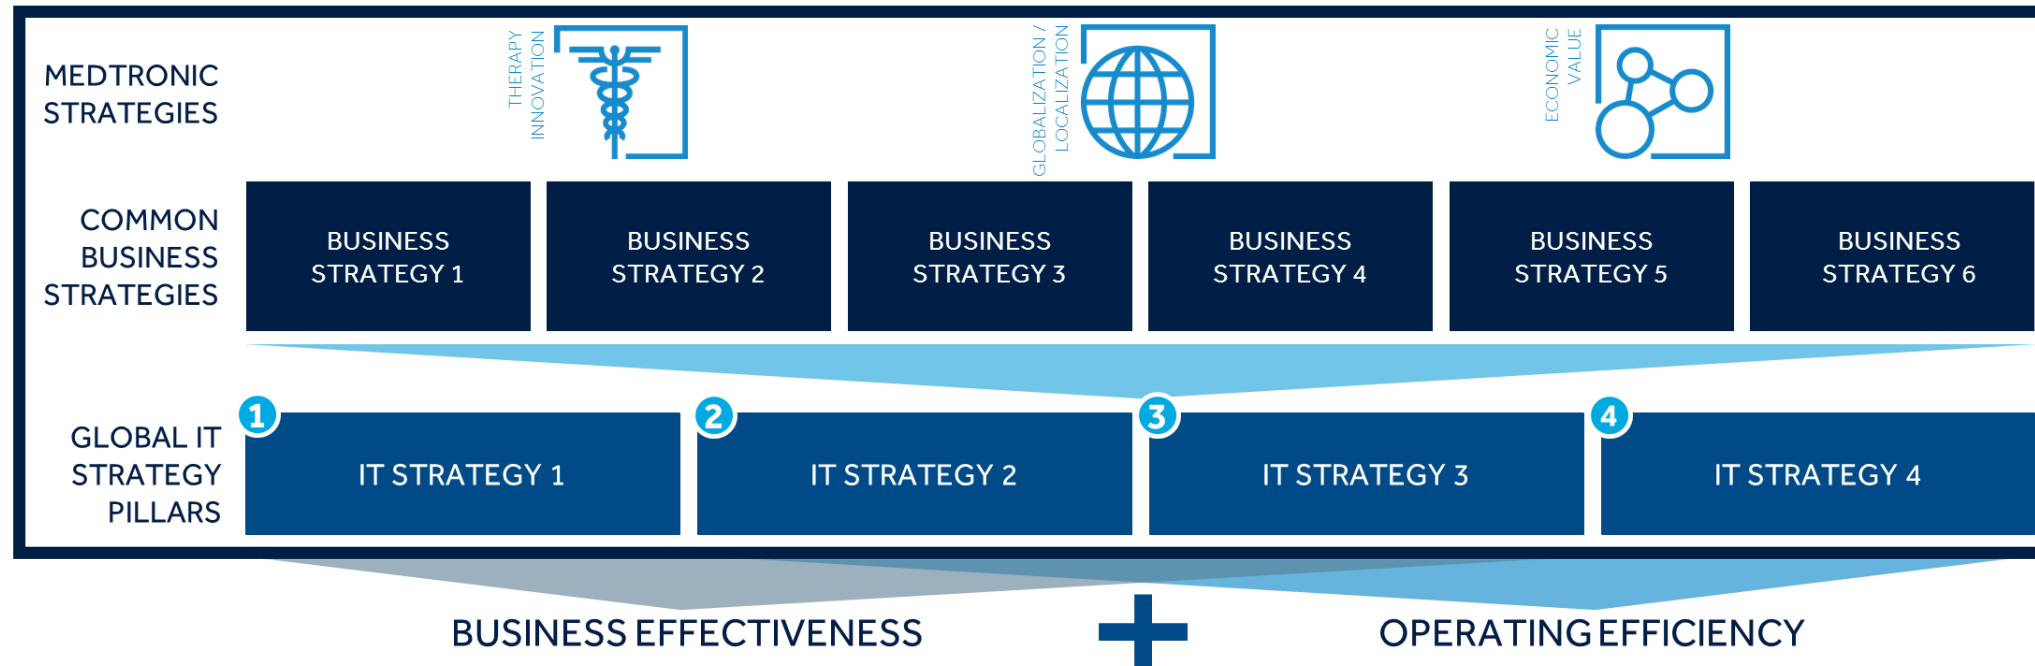 MEDTRONIC
STRATEGIES
THERAPY
INNOVATION
GLOBALIZATION /
LOCALIZATION
ECONOMIC
VALUE
COMMON
BUSINESS
STRATEGIES
BUSINESS
STRATEGY 1
BUSINESS
STRATEGY 2
BUSINESS
STRATEGY 3
BUSINESS
STRATEGY 4
BUSINESS
STRATEGY 5
BUSINESS
STRATEGY 6
GLOBAL IT
STRATEGY
PILLARS
1
IT STRATEGY 1
2
IT STRATEGY 2
3
IT STRATEGY 3
4
IT STRATEGY 4
BUSINESS EFFECTIVENESS
+
OPERATING EFFICIENCY